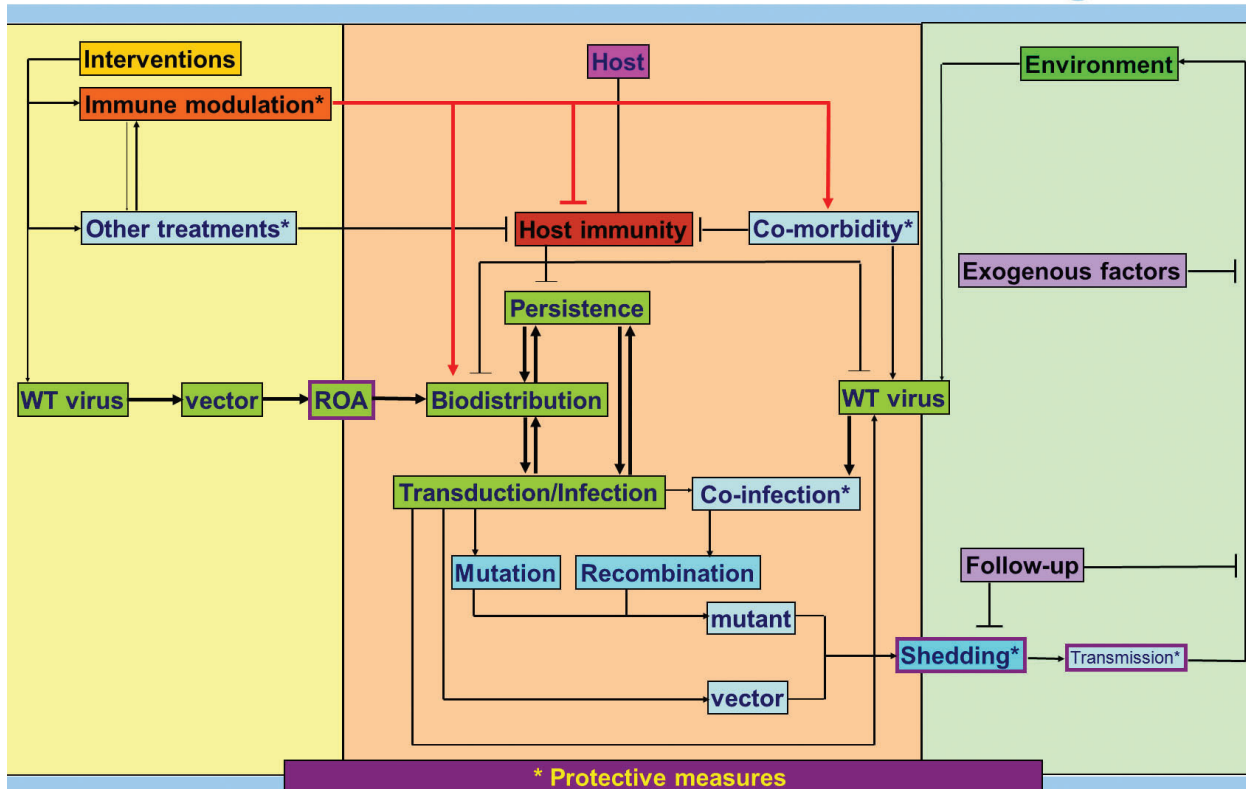 Interventions
Host
Environment
Immune modulation*
Other treatments*
Host immunity
Co-morbidity*
Exogenous factors
Persistence
WT virus
vector
ROA
Biodistribution
WT virus
Transduction/Infection
Co-infection*
Mutation
Recombination
Follow-up
mutant
Shedding*
Transmission*
vector
* Protective measures